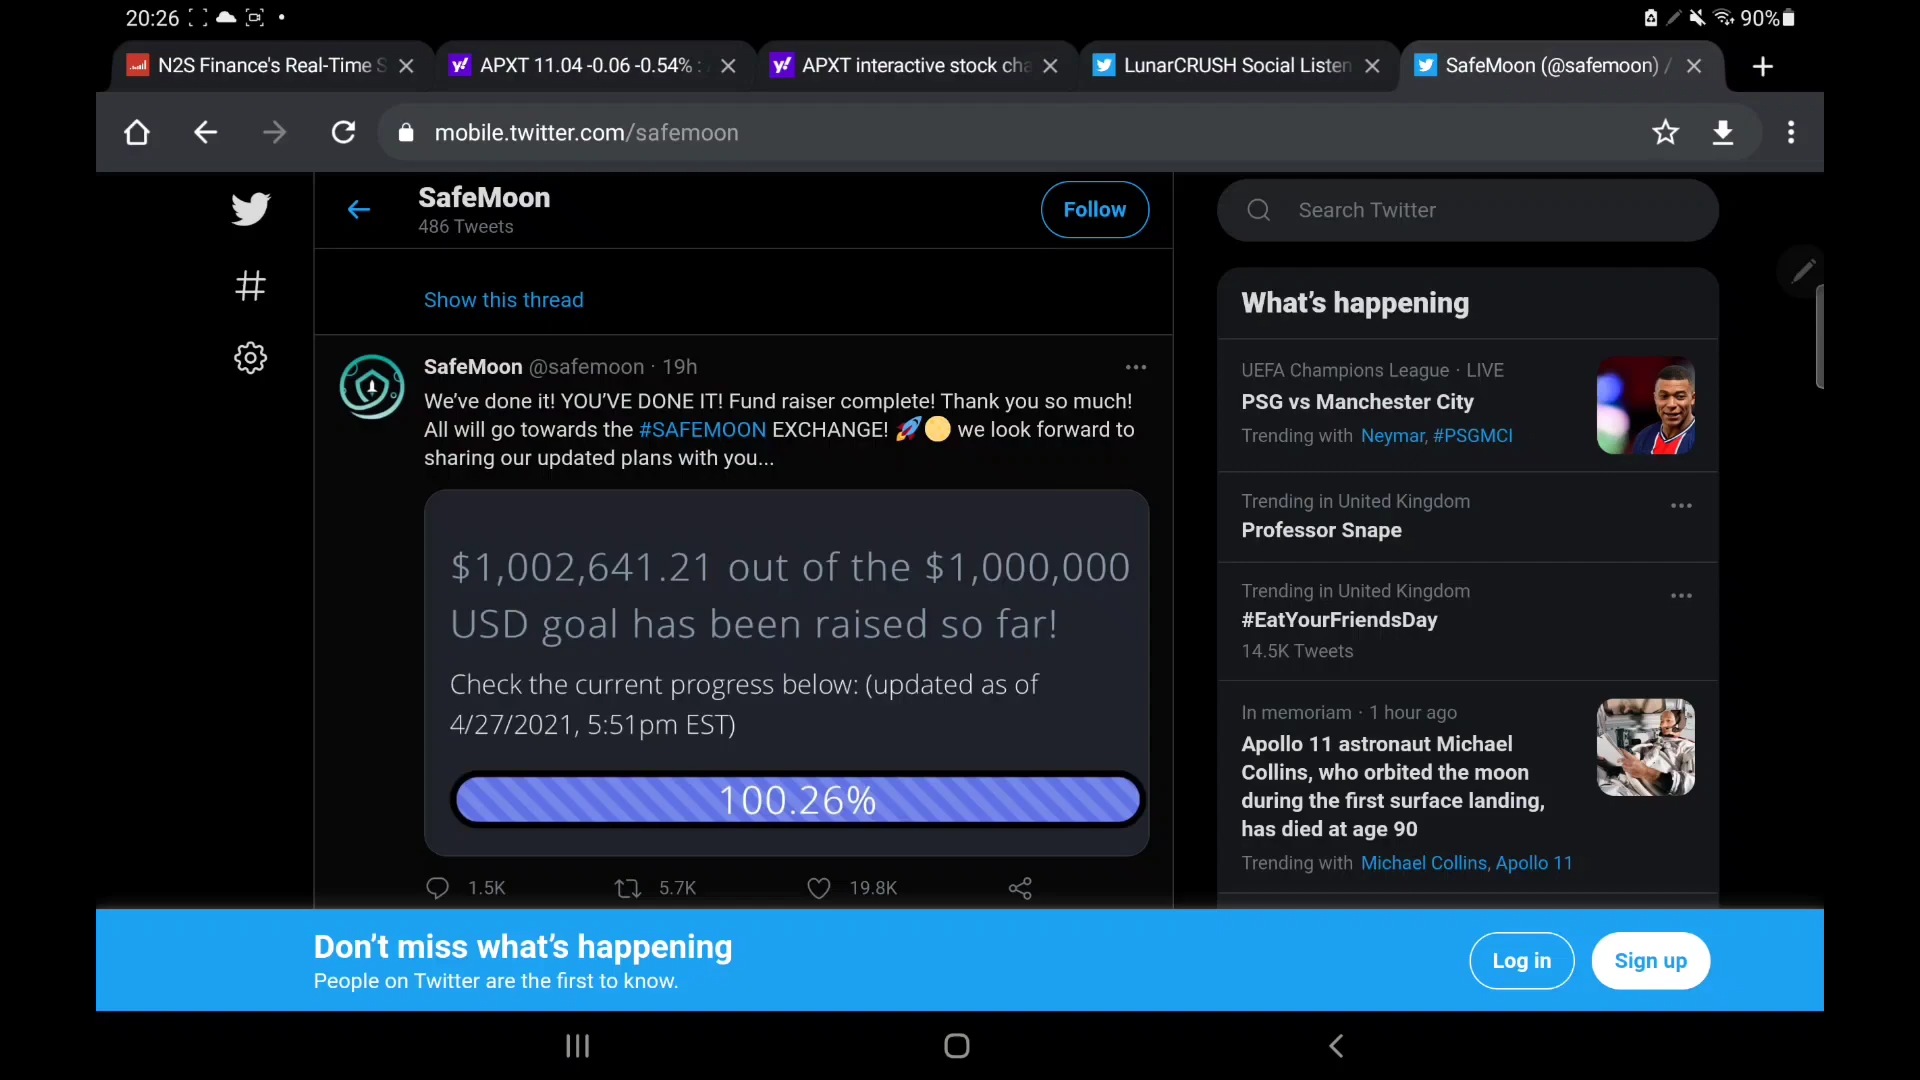 20:26
90%
N2S Finance's Real-Time S
APXT 11.04 -0.06 -0.54% :
APXT interactive stock cha
LunarCRUSH Social Listen
SafeMoon (@safemoon) /
mobile.twitter.com/safemoon
SafeMoon
486 Tweets
Follow
Show this thread
SafeMoon @safemoon · 19h
We've done it! YOU'VE DONE IT! Fund raiser complete! Thank you so much!
All will go towards the #SAFEMOON EXCHANGE! 🚀🌕 we look forward to
sharing our updated plans with you...
$1,002,641.21 out of the $1,000,000
USD goal has been raised so far!
Check the current progress below: (updated as of
4/27/2021, 5:51pm EST)
100.26%
1.5K
5.7K
19.8K
Search Twitter
What's happening
UEFA Champions League · LIVE
PSG vs Manchester City
Trending with Neymar, #PSGMCI
Trending in United Kingdom
Professor Snape
Trending in United Kingdom
#EatYourFriendsDay
14.5K Tweets
In memoriam · 1 hour ago
Apollo 11 astronaut Michael
Collins, who orbited the moon
during the first surface landing,
has died at age 90
Trending with Michael Collins, Apollo 11
Don't miss what's happening
People on Twitter are the first to know.
Log in
Sign up